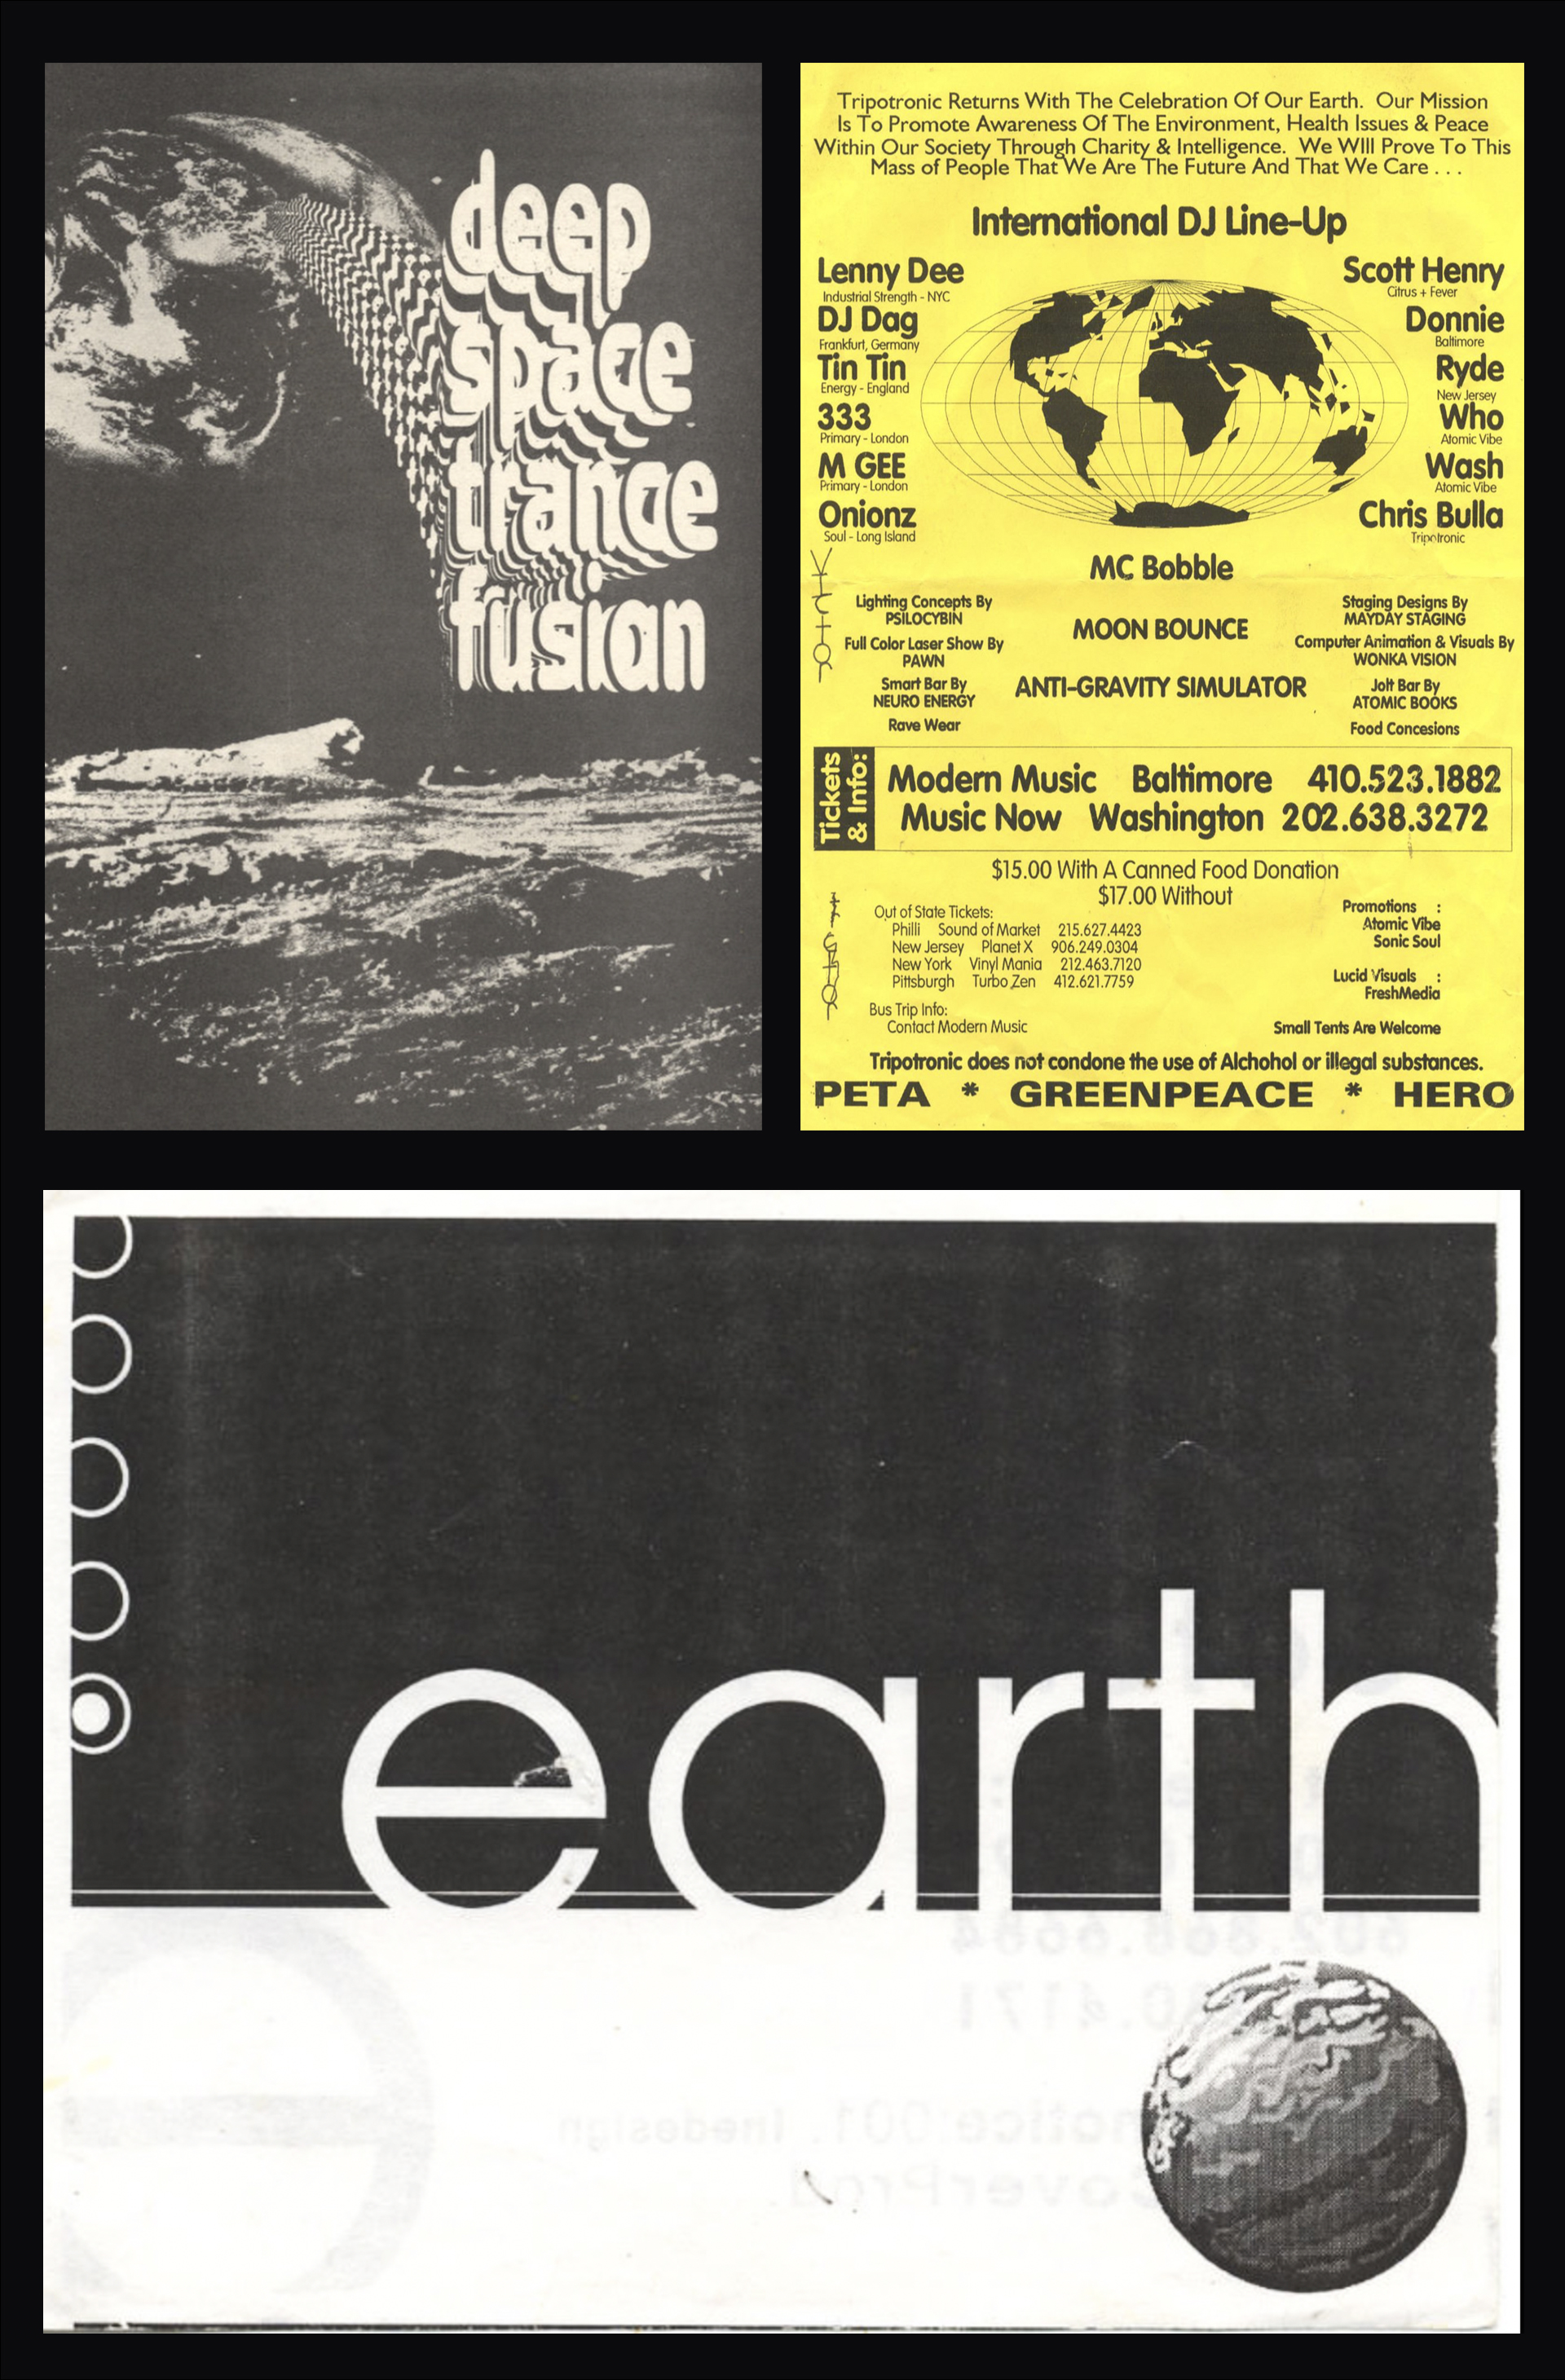 deep
space
trance
fusion
Tripotronic Returns With The Celebration Of Our Earth. Our Mission
Is To Promote Awareness Of The Environment, Health Issues & Peace
Within Our Society Through Charity & Intelligence. We WIll Prove To This
Mass of People That We Are The Future And That We Care . . .
International DJ Line-Up
Lenny Dee
Industrial Strength - NYC
DJ Dag
Frankfurt, Germany
Tin Tin
Energy - England
333
Primary - London
M GEE
Primary - London
Onionz
Soul - Long Island
Scott Henry
Citrus + Fever
Donnie
Baltimore
Ryde
New Jersey
Who
Atomic Vibe
Wash
Atomic Vibe
Chris Bulla
Tripotronic
MC Bobble
MOON BOUNCE
ANTI-GRAVITY SIMULATOR
VICTOR
Lighting Concepts By
PSILOCYBIN
Full Color Laser Show By
PAWN
Smart Bar By
NEURO ENERGY
Rave Wear
Staging Designs By
MAYDAY STAGING
Computer Animation & Visuals By
WONKA VISION
Jolt Bar By
ATOMIC BOOKS
Food Concesions
Tickets
& Info:
Modern Music Baltimore 410.523.1882
Music Now Washington 202.638.3272
$15.00 With A Canned Food Donation
$17.00 Without
Out of State Tickets:
Philli Sound of Market 215.627.4423
New Jersey Planet X 906.249.0304
New York Vinyl Mania 212.463.7120
Pittsburgh Turbo Zen 412.621.7759
Bus Trip Info:
Contact Modern Music
Promotions :
Atomic Vibe
Sonic Soul
Lucid Visuals :
FreshMedia
Small Tents Are Welcome
Tripotronic does not condone the use of Alchohol or illegal substances.
PETA * GREENPEACE * HERO
earth